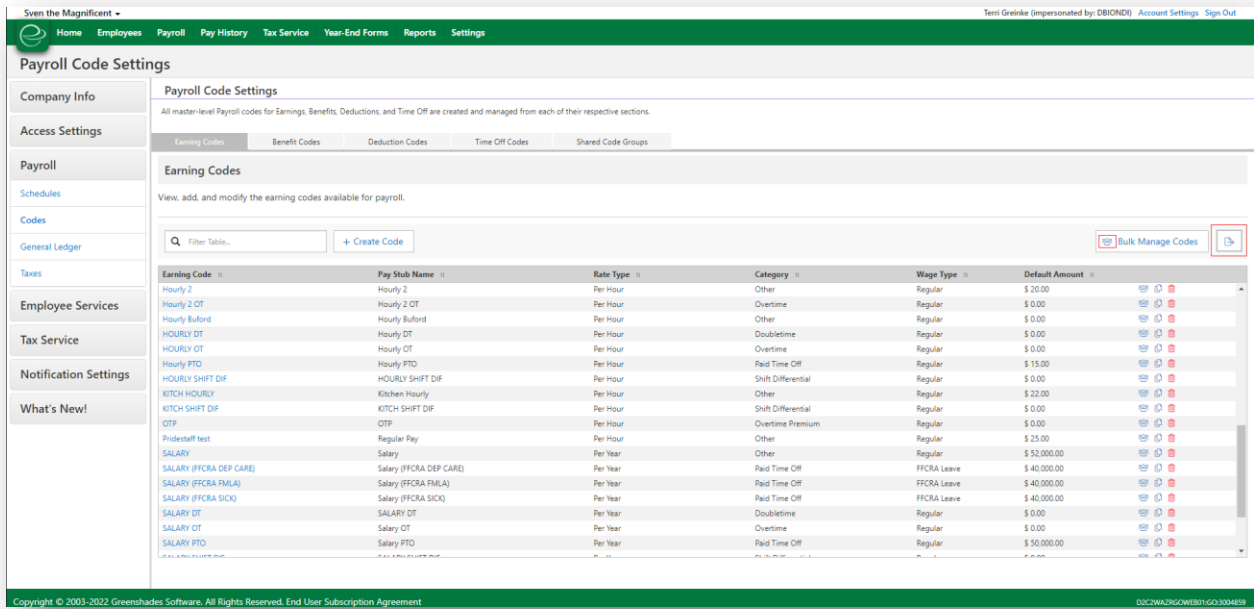 Sven the Magnificent
Terri Greinke (impersonated by: DBIONDI) Account Settings Sign Out
Home Employees Payroll Pay History Tax Service Year-End Forms Reports Settings
Payroll Code Settings
Company Info
Access Settings
Payroll
Schedules
Codes
General Ledger
Taxes
Employee Services
Tax Service
Notification Settings
What's New!
Payroll Code Settings
All master-level Payroll codes for Earnings, Benefits, Deductions, and Time Off are created and managed from each of their respective sections.
Earning Codes Benefit Codes Deduction Codes Time Off Codes Shared Code Groups
Earning Codes
View, add, and modify the earning codes available for payroll.
Filter Table... + Create Code Bulk Manage Codes
Earning Code Pay Stub Name Rate Type Category Wage Type Default Amount
Hourly 2 Hourly 2 Per Hour Other Regular $ 20.00
Hourly 2 OT Hourly 2 OT Per Hour Overtime Regular $ 0.00
Hourly Buford Hourly Buford Per Hour Other Regular $ 0.00
HOURLY DT Hourly DT Per Hour Doubletime Regular $ 0.00
HOURLY OT Hourly OT Per Hour Overtime Regular $ 0.00
Hourly PTO Hourly PTO Per Hour Paid Time Off Regular $ 15.00
HOURLY SHIFT DIF HOURLY SHIFT DIF Per Hour Shift Differential Regular $ 0.00
KITCH HOURLY Kitchen Hourly Per Hour Other Regular $ 22.00
KITCH SHIFT DIF KITCH SHIFT DIF Per Hour Shift Differential Regular $ 0.00
OTP OTP Per Hour Overtime Premium Regular $ 0.00
Pridestaff test Regular Pay Per Hour Other Regular $ 25.00
SALARY Salary Per Year Other Regular $ 52,000.00
SALARY (FFCRA DEP CARE) Salary (FFCRA DEP CARE) Per Year Paid Time Off FFCRA Leave $ 40,000.00
SALARY (FFCRA FMLA) Salary (FFCRA FMLA) Per Year Paid Time Off FFCRA Leave $ 40,000.00
SALARY (FFCRA SICK) Salary (FFCRA SICK) Per Year Paid Time Off FFCRA Leave $ 40,000.00
SALARY DT SALARY DT Per Year Doubletime Regular $ 0.00
SALARY OT Salary OT Per Year Overtime Regular $ 0.00
SALARY PTO Salary PTO Per Year Paid Time Off Regular $ 50,000.00
Copyright © 2003-2022 Greenshades Software. All Rights Reserved. End User Subscription Agreement
D2C2WAZRGOWEB01:GO:3004859